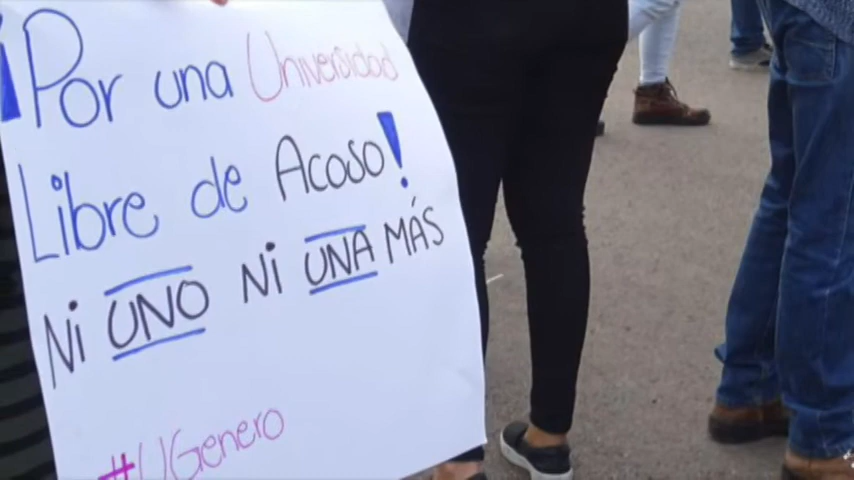 ¡Por una Universidad
Libre de Acoso!
Ni UNO Ni UNA MÁS
#UGenero